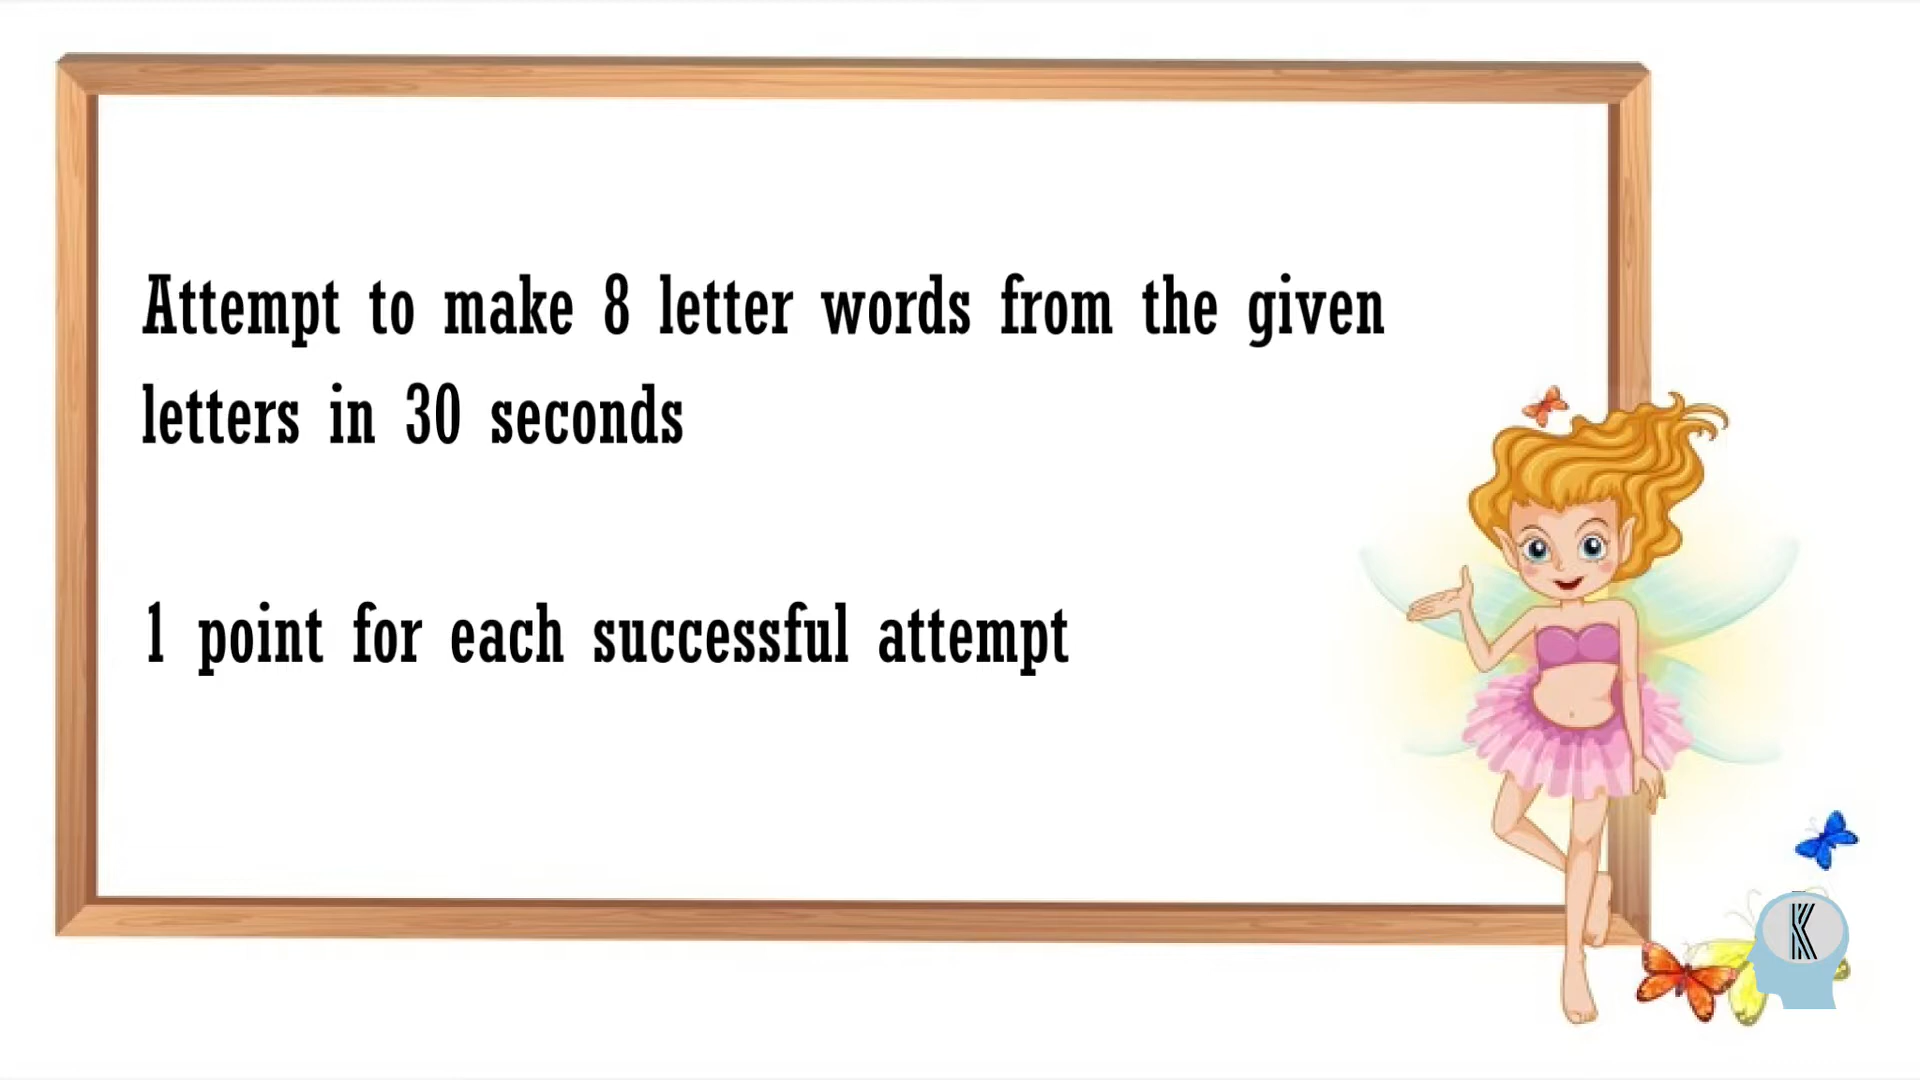 Attempt to make 8 letter words from the given
letters in 30 seconds
1 point for each successful attempt
K